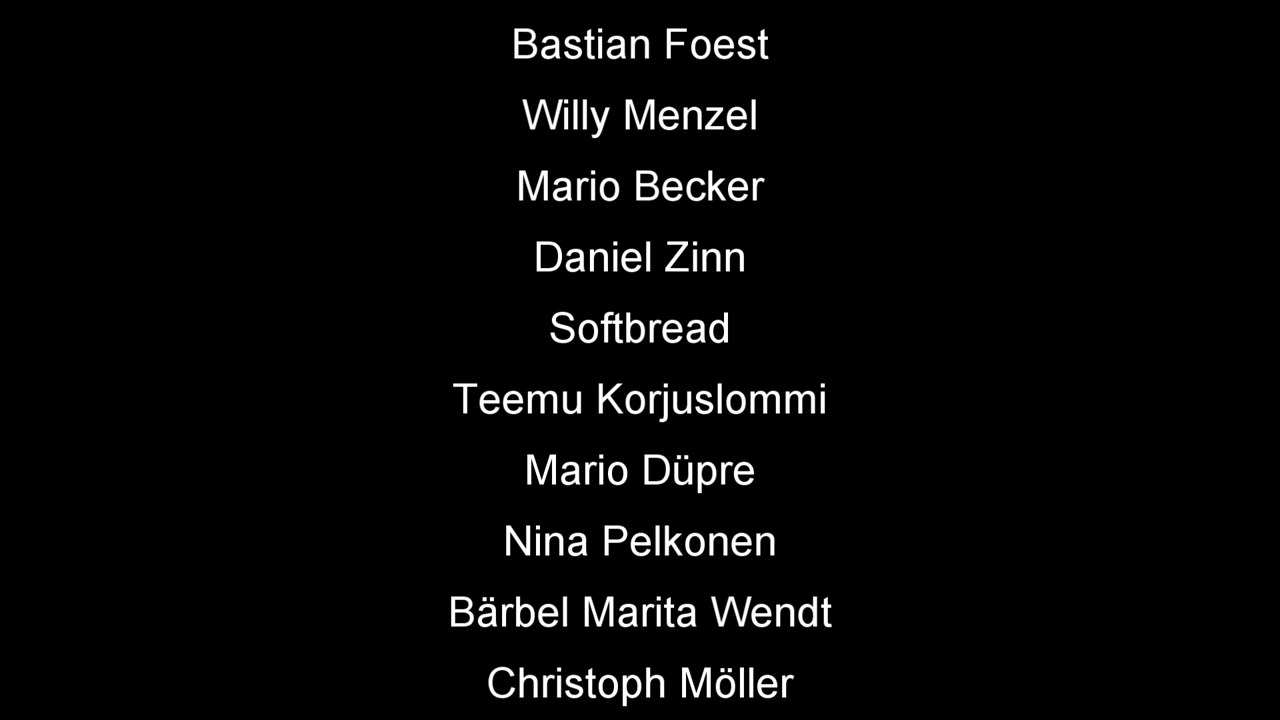 Bastian Foest
Willy Menzel
Mario Becker
Daniel Zinn
Softbread
Teemu Korjuslommi
Mario Düpre
Nina Pelkonen
Bärbel Marita Wendt
Christoph Möller